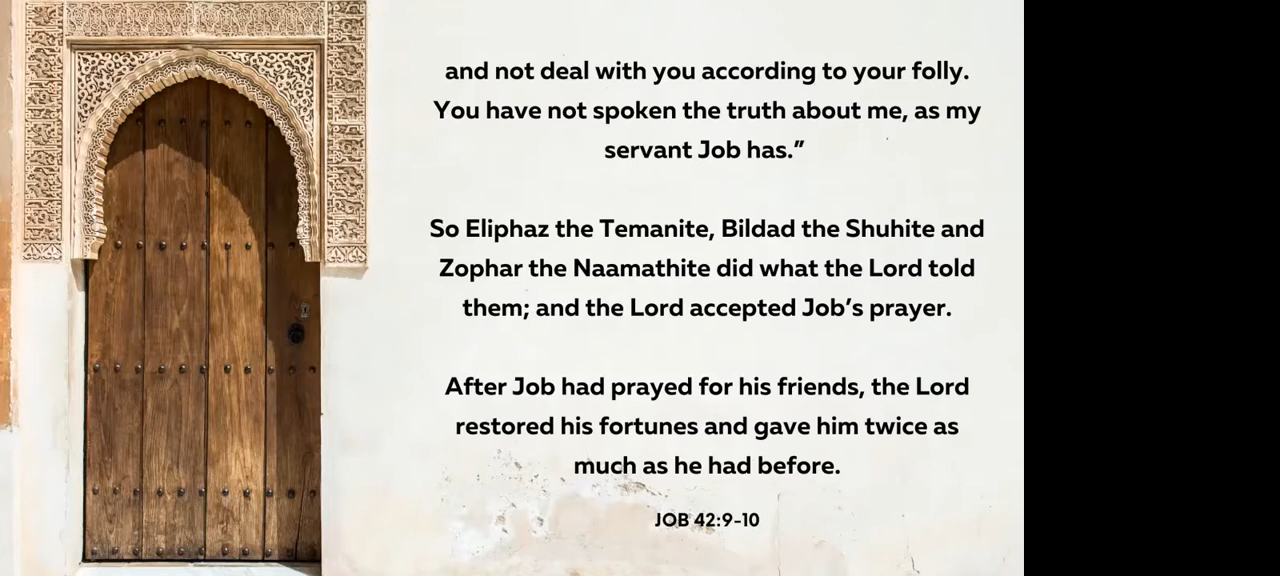 and not deal with you according to your folly.
You have not spoken the truth about me, as my
servant Job has.”
So Eliphaz the Temanite, Bildad the Shuhite and
Zophar the Naamathite did what the Lord told
them; and the Lord accepted Job’s prayer.
After Job had prayed for his friends, the Lord
restored his fortunes and gave him twice as
much as he had before.
JOB 42:9-10